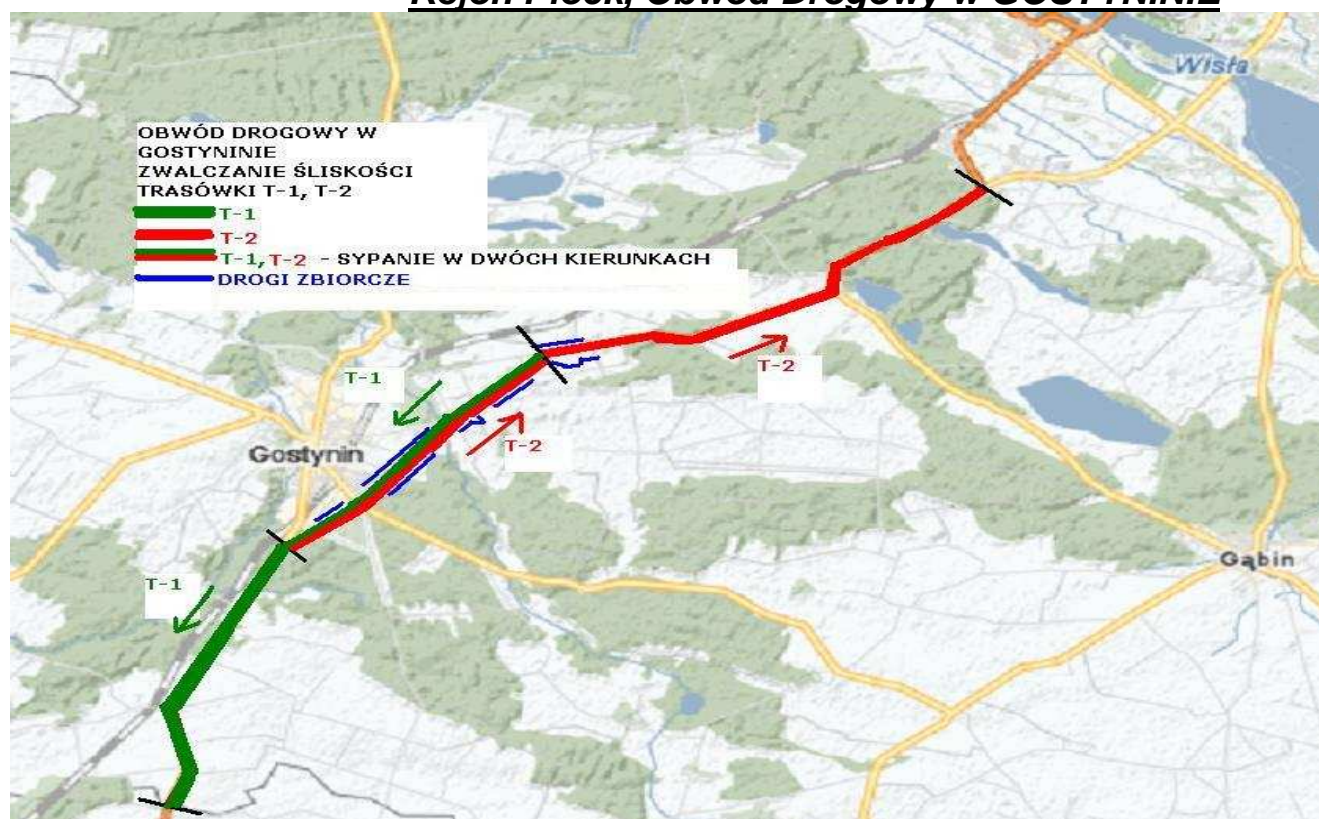 Rejon Płock, Obwód Drogowy w GOSTYNINIE
Wisła
OBWÓD DROGOWY W
GOSTYNINIE
ZWALCZANIE ŚLISKOŚCI
TRASÓWKI T-1, T-2
T-1
T-2
T-1, T-2 - SYPANIE W DWÓCH KIERUNKACH
DROGI ZBIORCZE
T-2
T-1
T-2
Gostynin
Gąbin
T-1